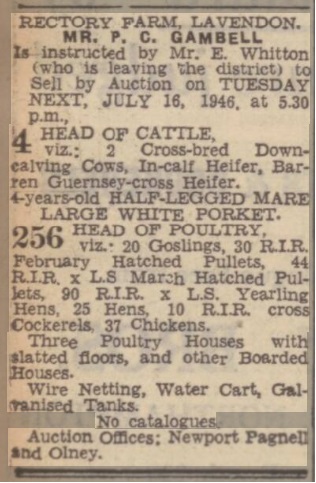 RECTORY FARM, LAVENDON.
MR. P. C. GAMBELL
Is instructed by Mr. E. Whitton
(who is leaving the district) to
Sell by Auction on TUESDAY
NEXT, JULY 16, 1946, at 5.30
p.m.,
4 HEAD OF CATTLE,
viz.: 2 Cross-bred Down-
calving Cows, In-calf Heifer, Bar-
ren Guernsey-cross Heifer.
4-years-old HALF-LEGGED MARE
LARGE WHITE PORKET.
256 HEAD OF POULTRY,
viz.: 20 Goslings, 30 R.I.R.
February Hatched Pullets, 44
R.I.R. x LS March Hatched Pul-
lets, 90 R.I.R. x L.S. Yearling
Hens, 25 Hens, 10 R.I.R. cross
Cockerels, 37 Chickens.
Three Poultry Houses with
slatted floors, and other Boarded
Houses.
Wire Netting, Water Cart, Gal-
vanised Tanks.
No catalogues.
Auction Offices: Newport Pagnell
and Olney.